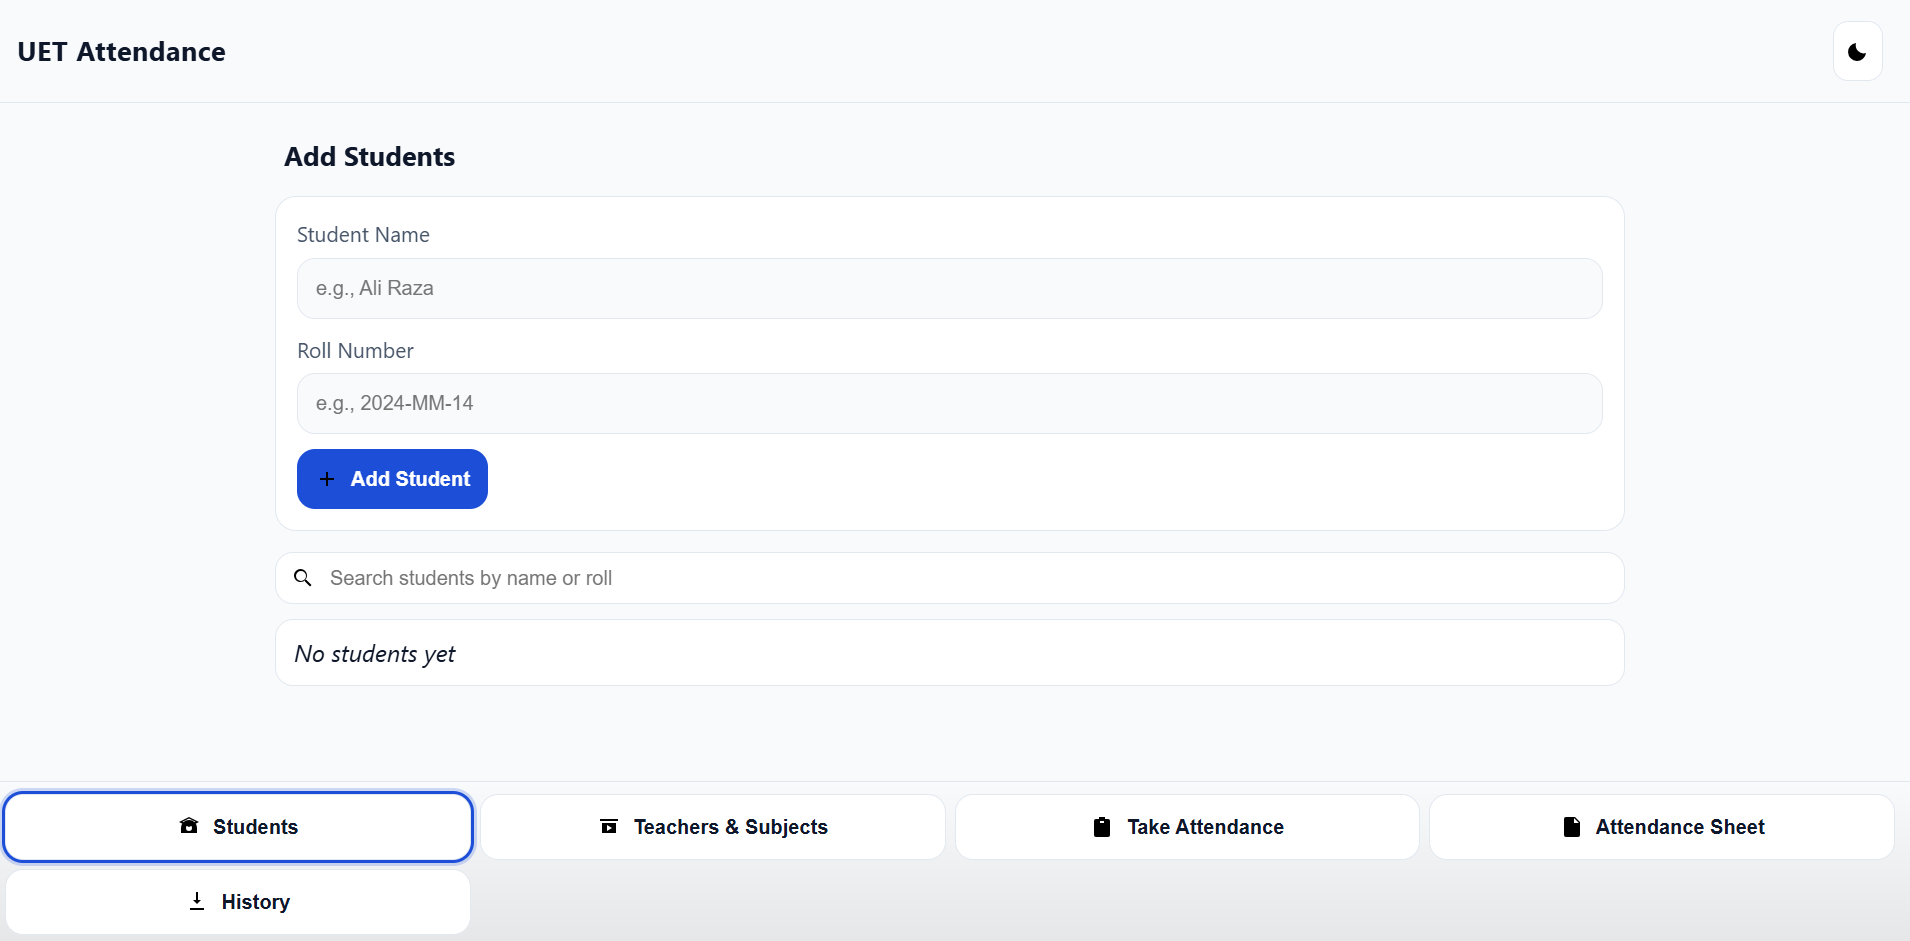 UET Attendance
Add Students
Student Name
e.g., Ali Raza
Roll Number
e.g., 2024-MM-14
Add Student
Search students by name or roll
No students yet
Students
Teachers & Subjects
Take Attendance
Attendance Sheet
History